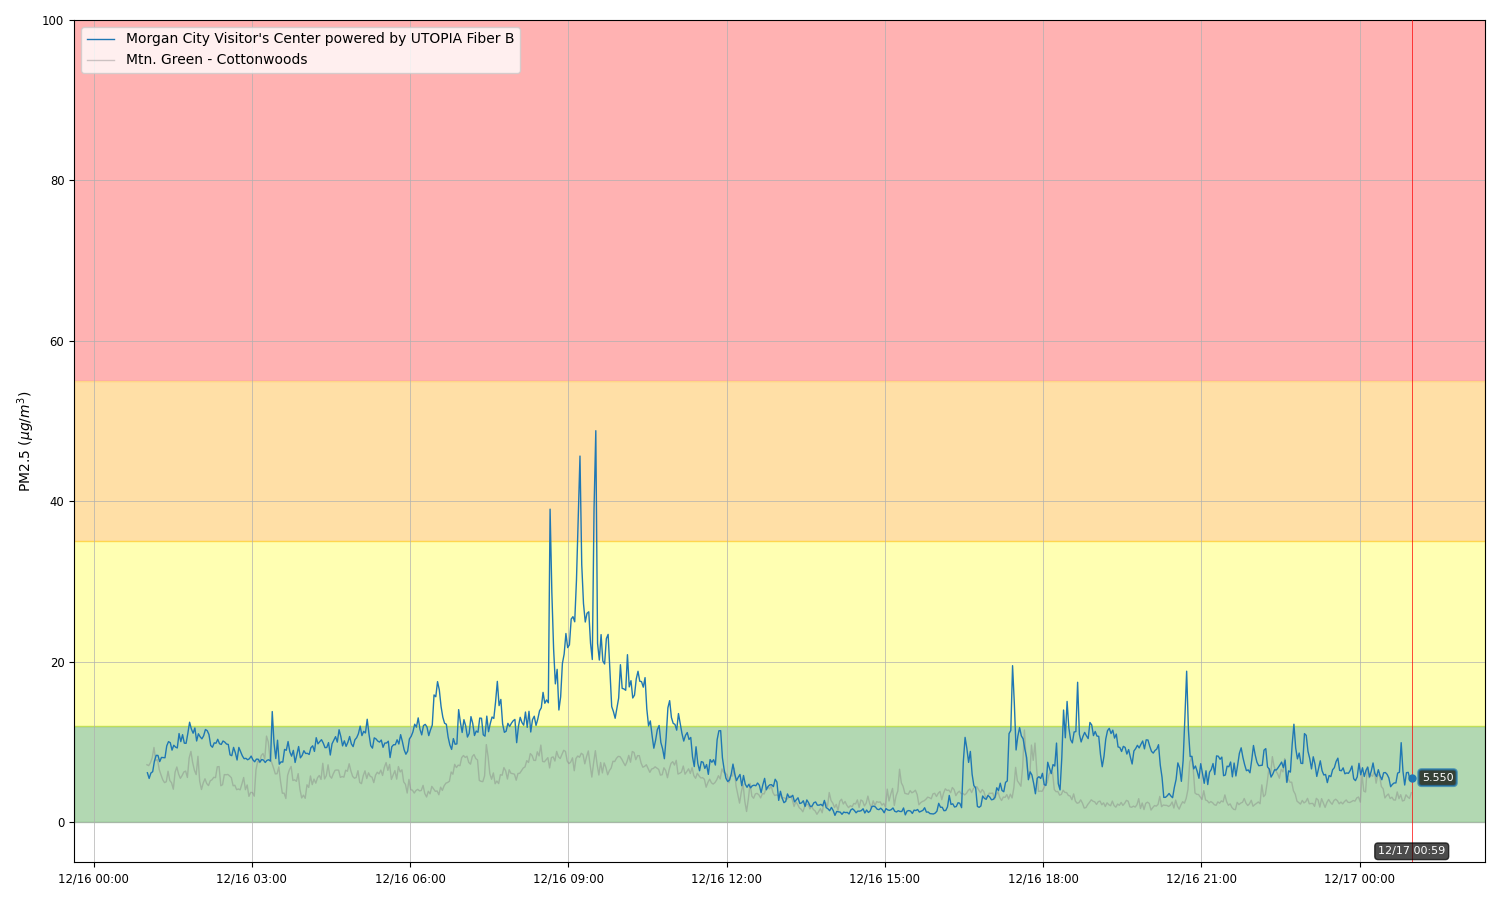 100
Morgan City Visitor's Center powered by UTOPIA Fiber B
Mtn. Green - Cottonwoods
80
60
PM2.5 (μg/m³)
40
20
5.550
0
12/17 00:59
12/16 00:00 12/16 03:00 12/16 06:00 12/16 09:00 12/16 12:00 12/16 15:00 12/16 18:00 12/16 21:00 12/17 00:00